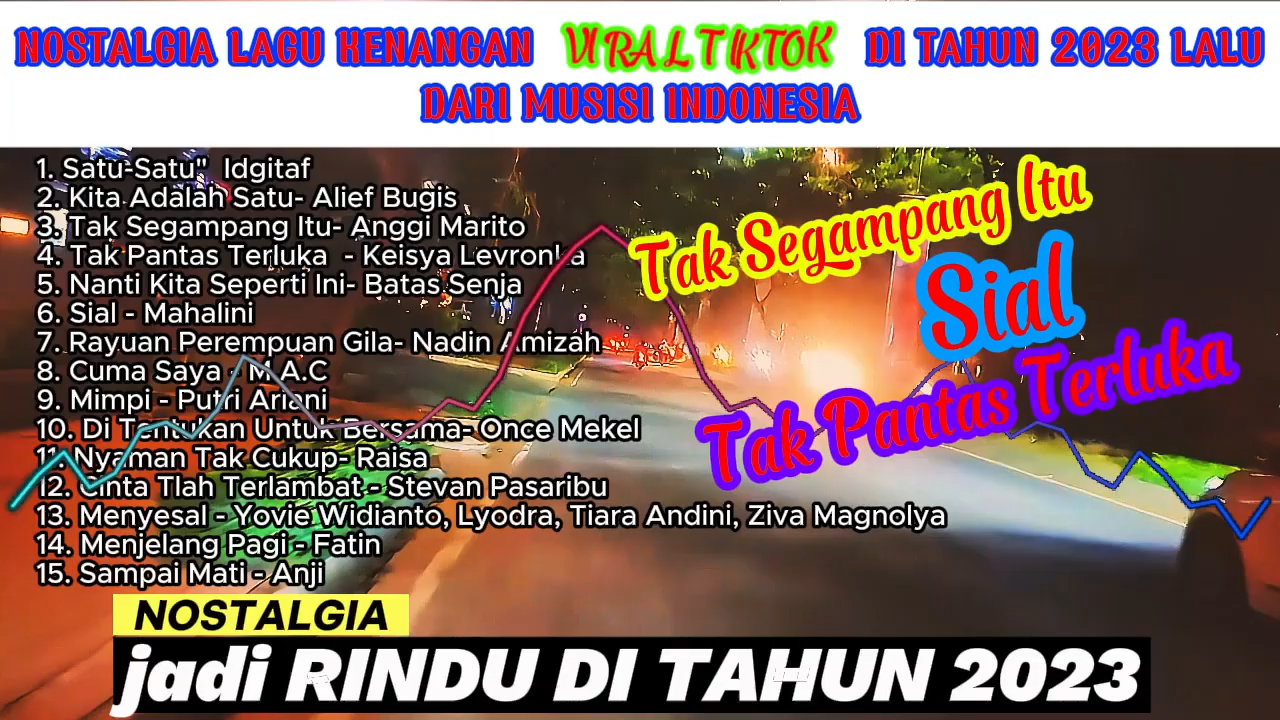 NOSTALGIA LAGU KENANGAN VIRAL TIKTOK DI TAHUN 2023 LALU
DARI MUSISI INDONESIA
1. Satu-Satu" Idgitaf
2. Kita Adalah Satu- Alief Bugis
3. Tak Segampang Itu- Anggi Marito
4. Tak Pantas Terluka - Keisya Levronka
5. Nanti Kita Seperti Ini- Batas Senja
6. Sial - Mahalini
7. Rayuan Perempuan Gila- Nadin Amizah
8. Cuma Saya - M.A.C
9. Mimpi - Putri Ariani
10. Di Tentukan Untuk Bersama- Once Mekel
11. Nyaman Tak Cukup- Raisa
12. Cinta Tlah Terlambat - Stevan Pasaribu
13. Menyesal - Yovie Widianto, Lyodra, Tiara Andini, Ziva Magnolya
14. Menjelang Pagi - Fatin
15. Sampai Mati - Anji
Tak Segampang Itu
Sial
Tak Pantas Terluka
NOSTALGIA
jadi RINDU DI TAHUN 2023